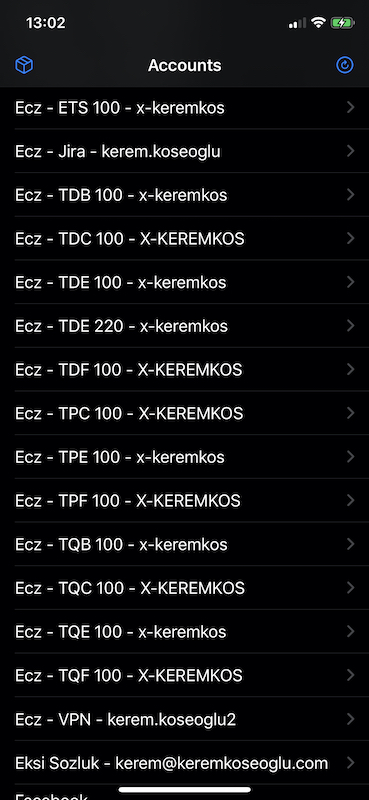 13:02
Accounts
Ecz - ETS 100 - x-keremkos
Ecz - Jira - kerem.koseoglu
Ecz - TDB 100 - x-keremkos
Ecz - TDC 100 - X-KEREMKOS
Ecz - TDE 100 - x-keremkos
Ecz - TDE 220 - x-keremkos
Ecz - TDF 100 - X-KEREMKOS
Ecz - TPC 100 - X-KEREMKOS
Ecz - TPE 100 - x-keremkos
Ecz - TPF 100 - X-KEREMKOS
Ecz - TQB 100 - x-keremkos
Ecz - TQC 100 - X-KEREMKOS
Ecz - TQE 100 - x-keremkos
Ecz - TQF 100 - X-KEREMKOS
Ecz - VPN - kerem.koseoglu2
Eksi Sozluk - kerem@keremkoseoglu.com
Facebook